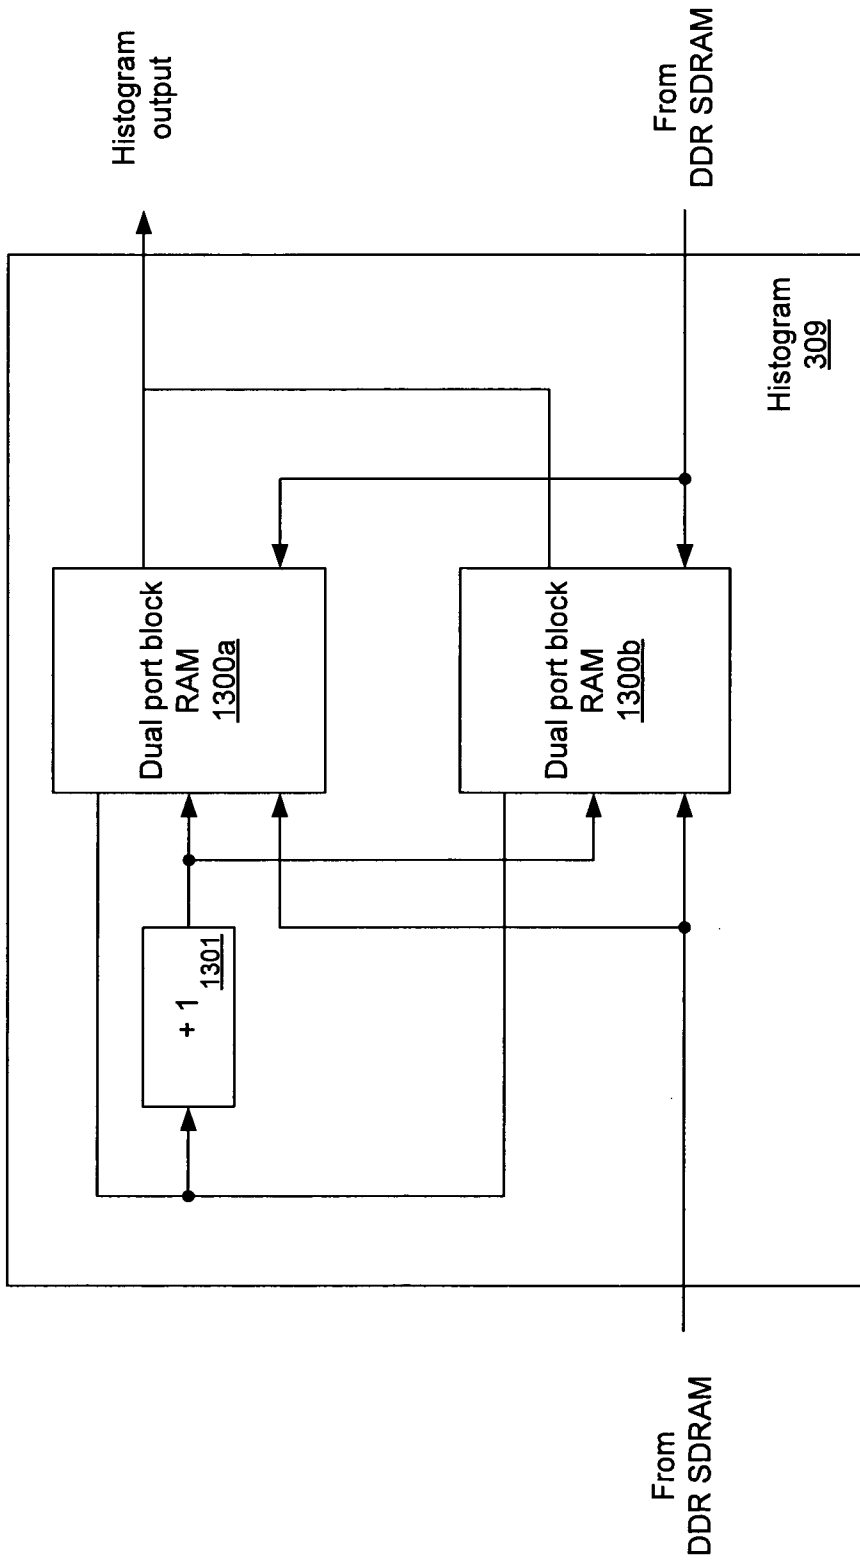 Histogram
output
From
DDR SDRAM
Histogram
309
Dual port block
RAM
1300a
Dual port block
RAM
1300b
+ 1
1301
From
DDR SDRAM